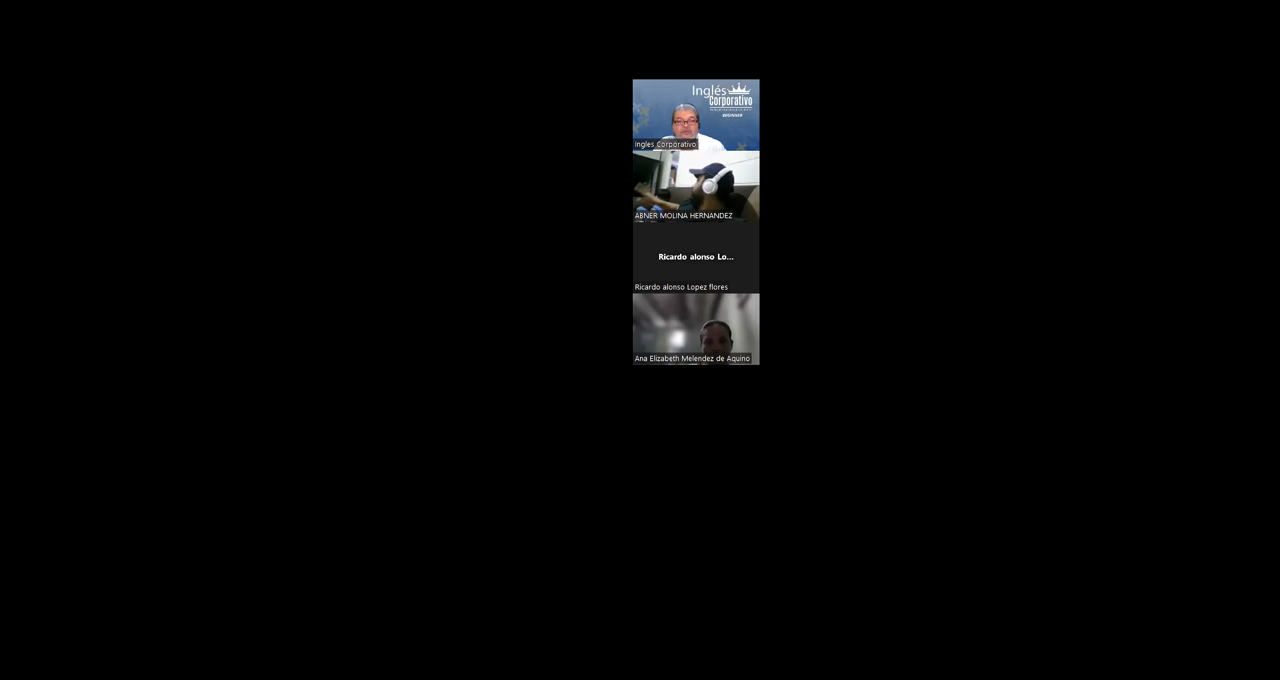 Inglés
Corporativo
BEGINNER
Ingles Corporativo
ABNER MOLINA HERNANDEZ
Ricardo alonso Lo...
Ricardo alonso Lopez flores
Ana Elizabeth Melendez de Aquino